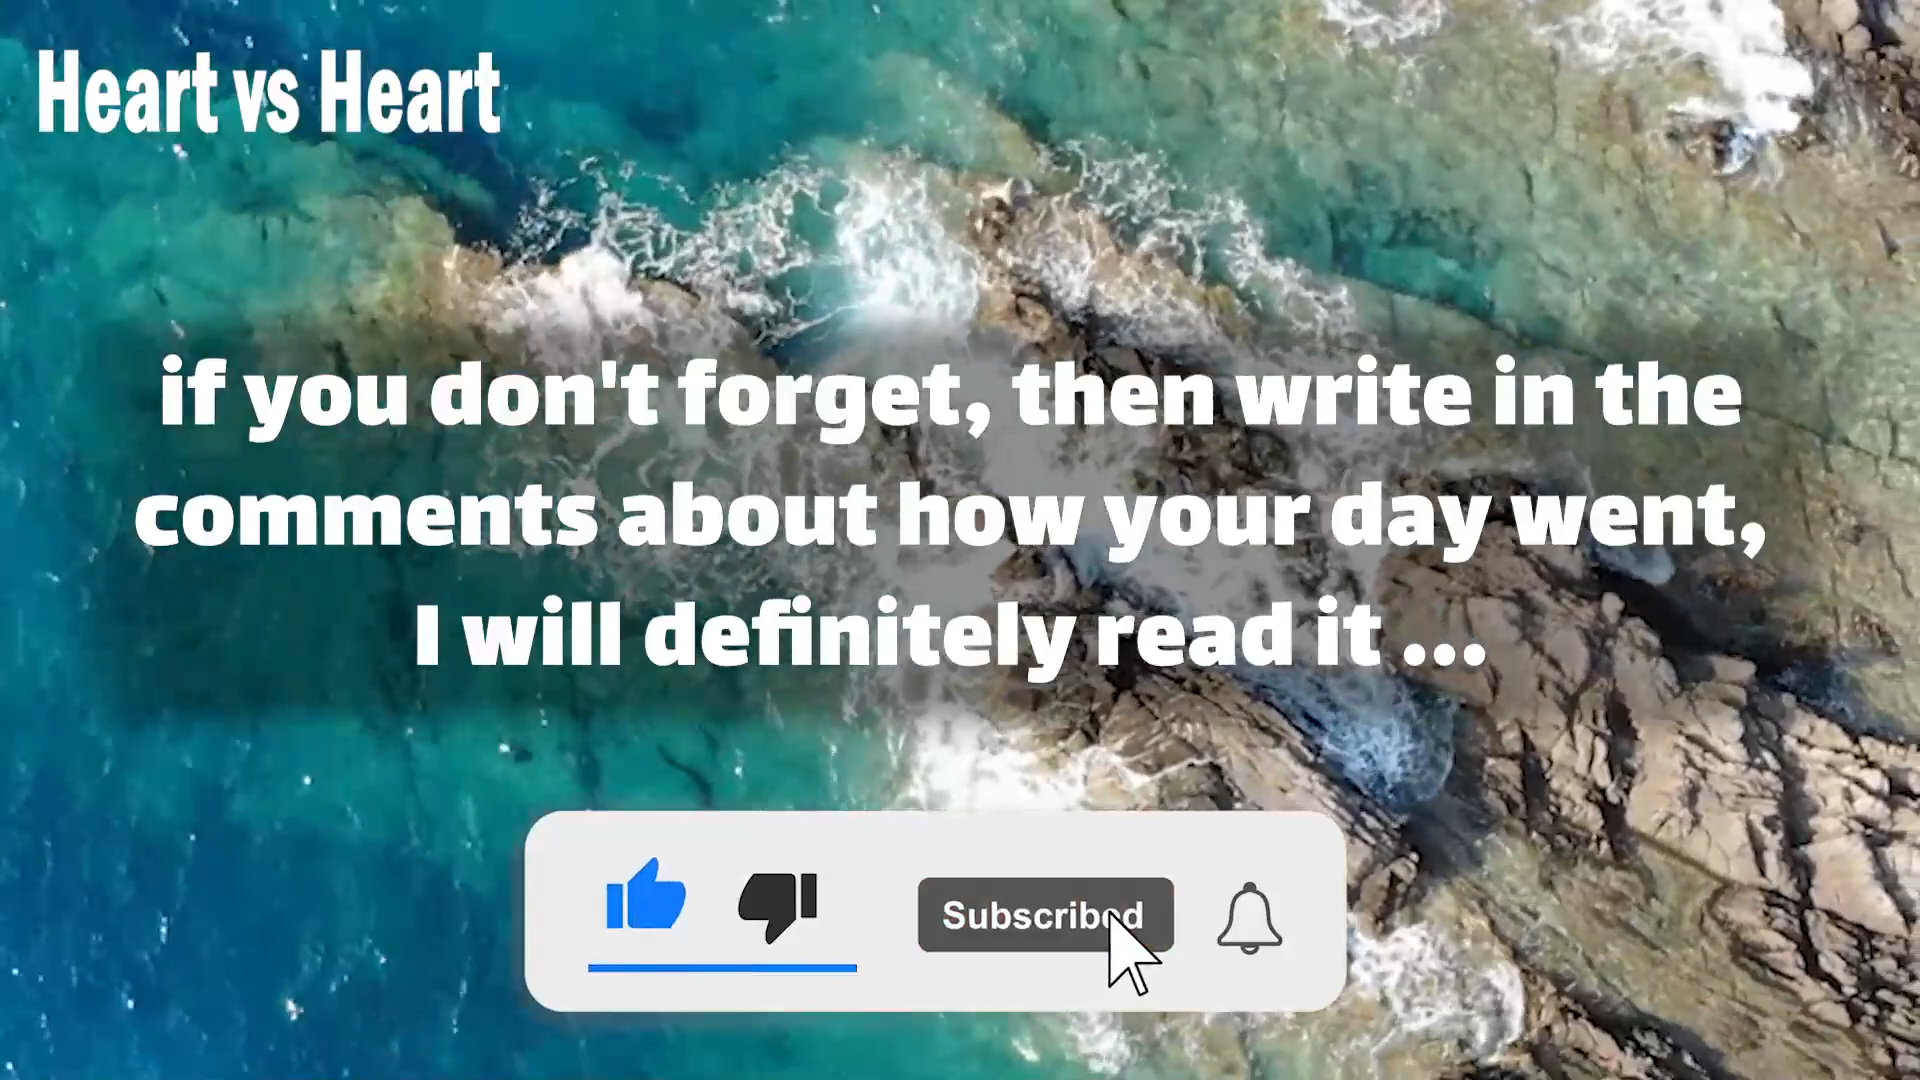 Heart vs Heart
if you don't forget, then write in the
comments about how your day went,
I will definitely read it ...
Subscribed